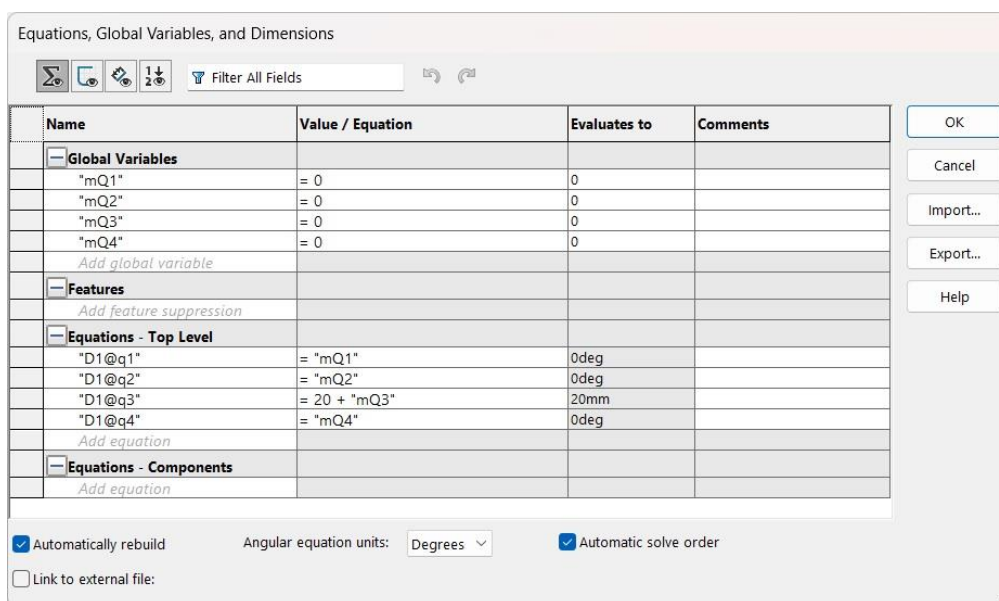 Equations, Global Variables, and Dimensions
Filter All Fields
Name Value / Equation Evaluates to Comments
Global Variables
"mQ1" = 0 0
"mQ2" = 0 0
"mQ3" = 0 0
"mQ4" = 0 0
Add global variable
Features
Add feature suppression
Equations - Top Level
"D1@q1" = "mQ1" 0deg
"D1@q2" = "mQ2" 0deg
"D1@q3" = 20 + "mQ3" 20mm
"D1@q4" = "mQ4" 0deg
Add equation
Equations - Components
Add equation
OK
Cancel
Import...
Export...
Help
Automatically rebuild Angular equation units: Degrees Automatic solve order
Link to external file: